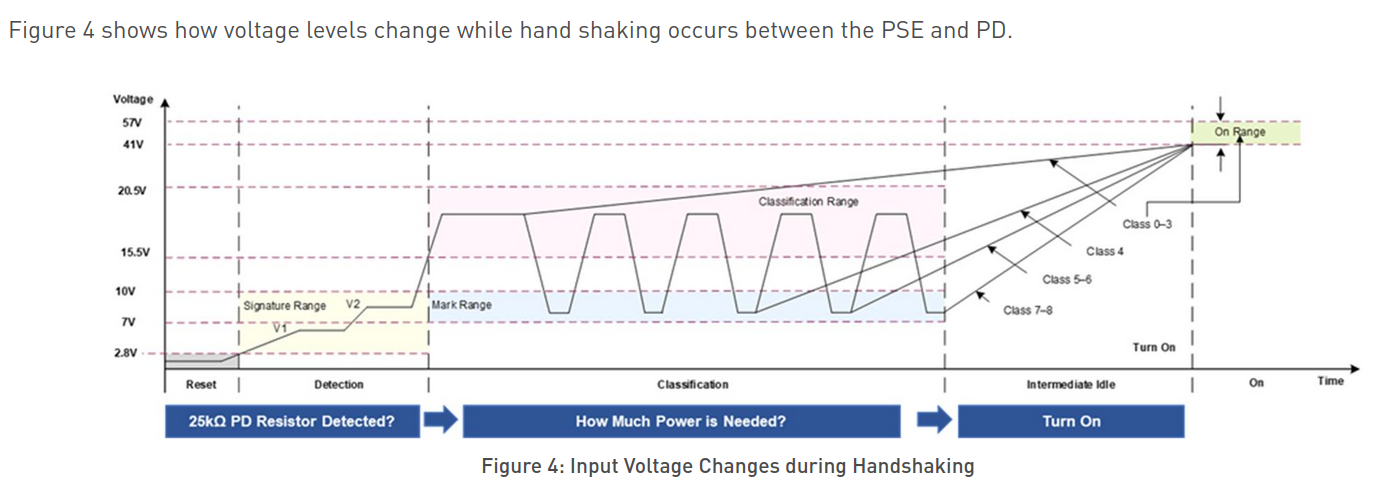 Figure 4 shows how voltage levels change while hand shaking occurs between the PSE and PD.
Voltage
57V
41V
20.5V
15.5V
10V
7V
2.8V
On Range
Classification Range
Class 0–3
Class 4
Class 5–6
Class 7–8
Signature Range
V2
V1
Mark Range
Turn On
Reset
Detection
Classification
Intermediate Idle
On
Time
25kΩ PD Resistor Detected?
How Much Power is Needed?
Turn On
Figure 4: Input Voltage Changes during Handshaking